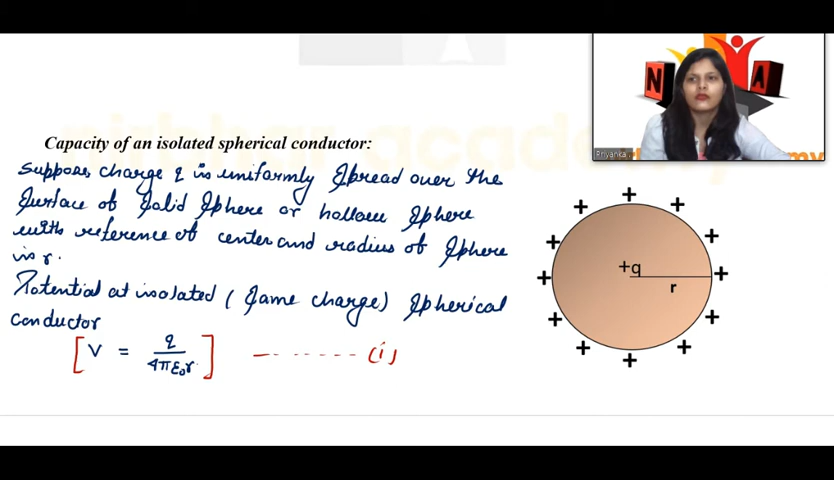 N A
Priyanka
Capacity of an isolated spherical conductor:
Suppose charge q is uniformly spread over the
surface of solid sphere or hollow sphere
with reference of center and radius of sphere
is r.
Potential at isolated (same charge) spherical
conductor
[V = q / 4πε₀r] ------- (i)
+q
r
+ + + + + + + + + + + + + +